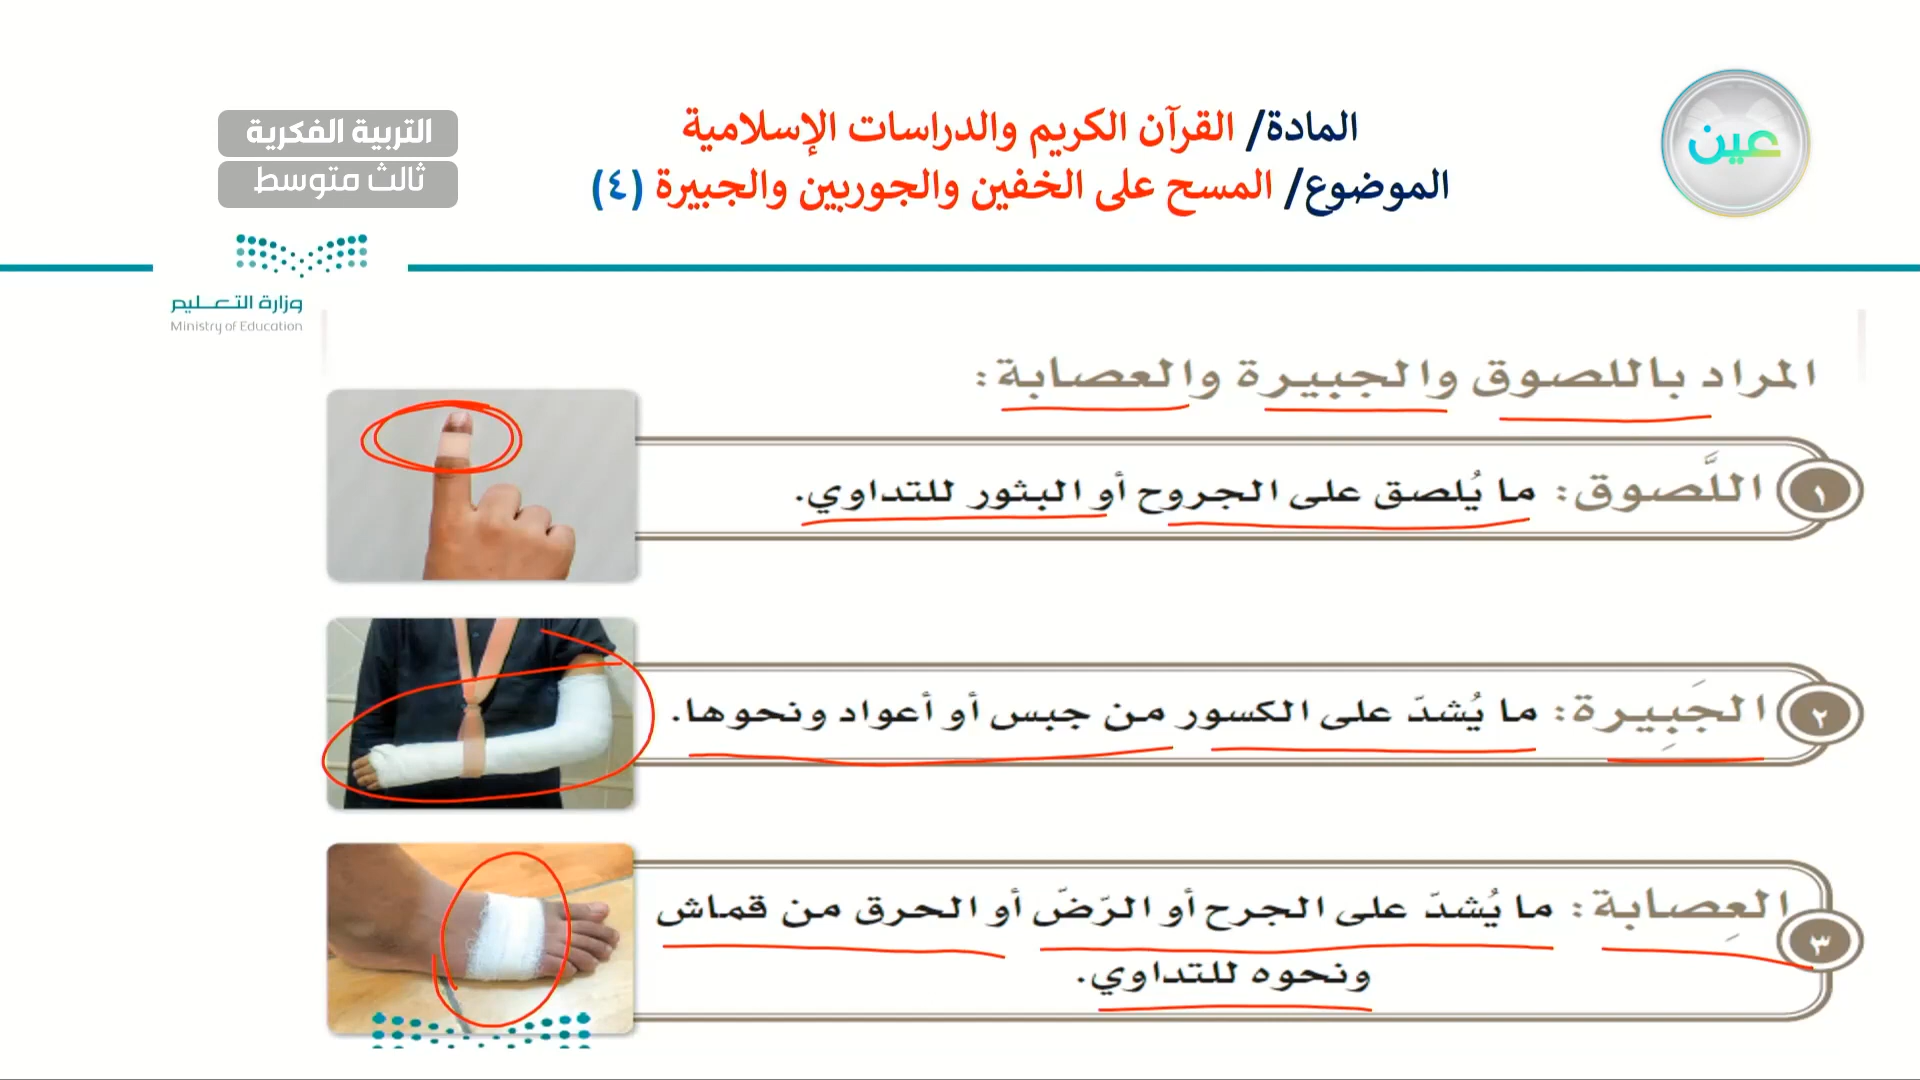 المادة/ القرآن الكريم والدراسات الإسلامية
الموضوع/ المسح على الخفين والجوربين والجبيرة (٤)
عين
التربية الفكرية
ثالث متوسط
وزارة التعليم
Ministry of Education
المراد باللصوق والجبيرة والعصابة:
١ اللَّصوق: ما يُلصق على الجروح أو البثور للتداوي.
٢ الجَبِيرة: ما يُشدّ على الكسور من جبس أو أعواد ونحوها.
٣ العِصابة: ما يُشدّ على الجرح أو الرّضّ أو الحرق من قماش
ونحوه للتداوي.